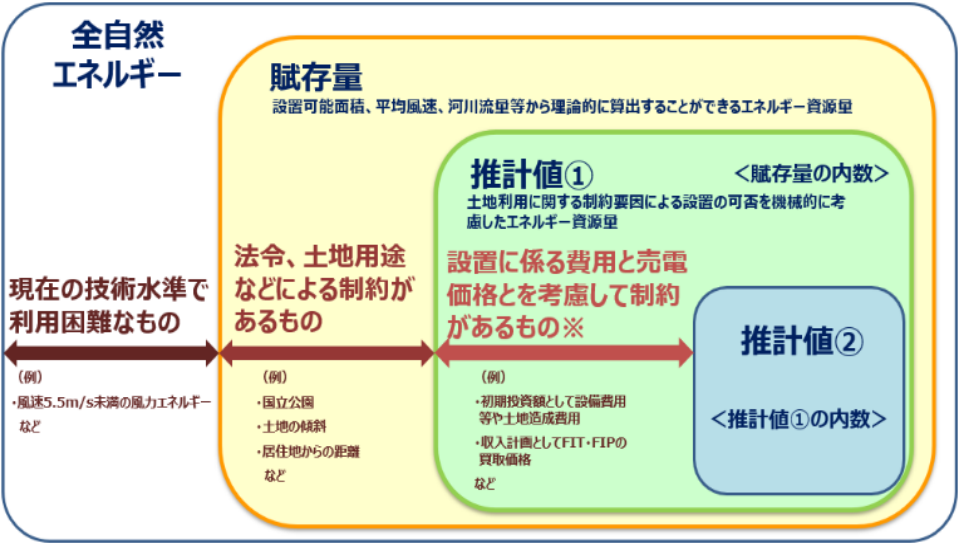 全自然
エネルギー
賦存量
設置可能面積、平均風速、河川流量等から理論的に算出することができるエネルギー資源量
推計値①
＜賦存量の内数＞
土地利用に関する制約要因による設置の可否を機械的に考
慮したエネルギー資源量
現在の技術水準で
利用困難なもの
（例）
・風速5.5m/s未満の風力エネルギー
など
法令、土地用途
などによる制約が
あるもの
（例）
・国立公園
・土地の傾斜
・居住地からの距離
など
設置に係る費用と売電
価格とを考慮して制約
があるもの※
（例）
・初期投資額として設備費用
等や土地造成費用
・収入計画としてFIT・FIPの
買取価格
など
推計値②
＜推計値①の内数＞